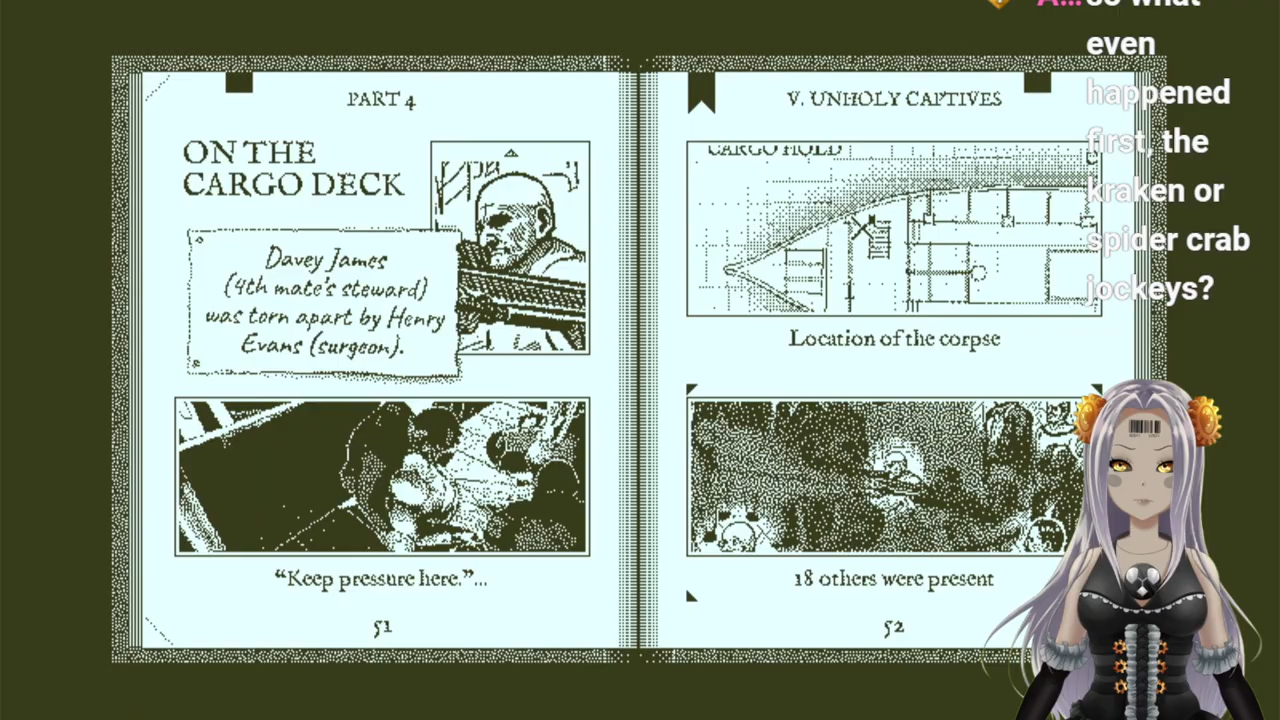 A... so what
even
happened
first, the
kraken or
spider crab
jockeys?
PART 4
ON THE
CARGO DECK
Davey James
(4th mate's steward)
was torn apart by Henry
Evans (surgeon).
"Keep pressure here."...
51
V. UNHOLY CAPTIVES
CARGO HOLD
Location of the corpse
18 others were present
52